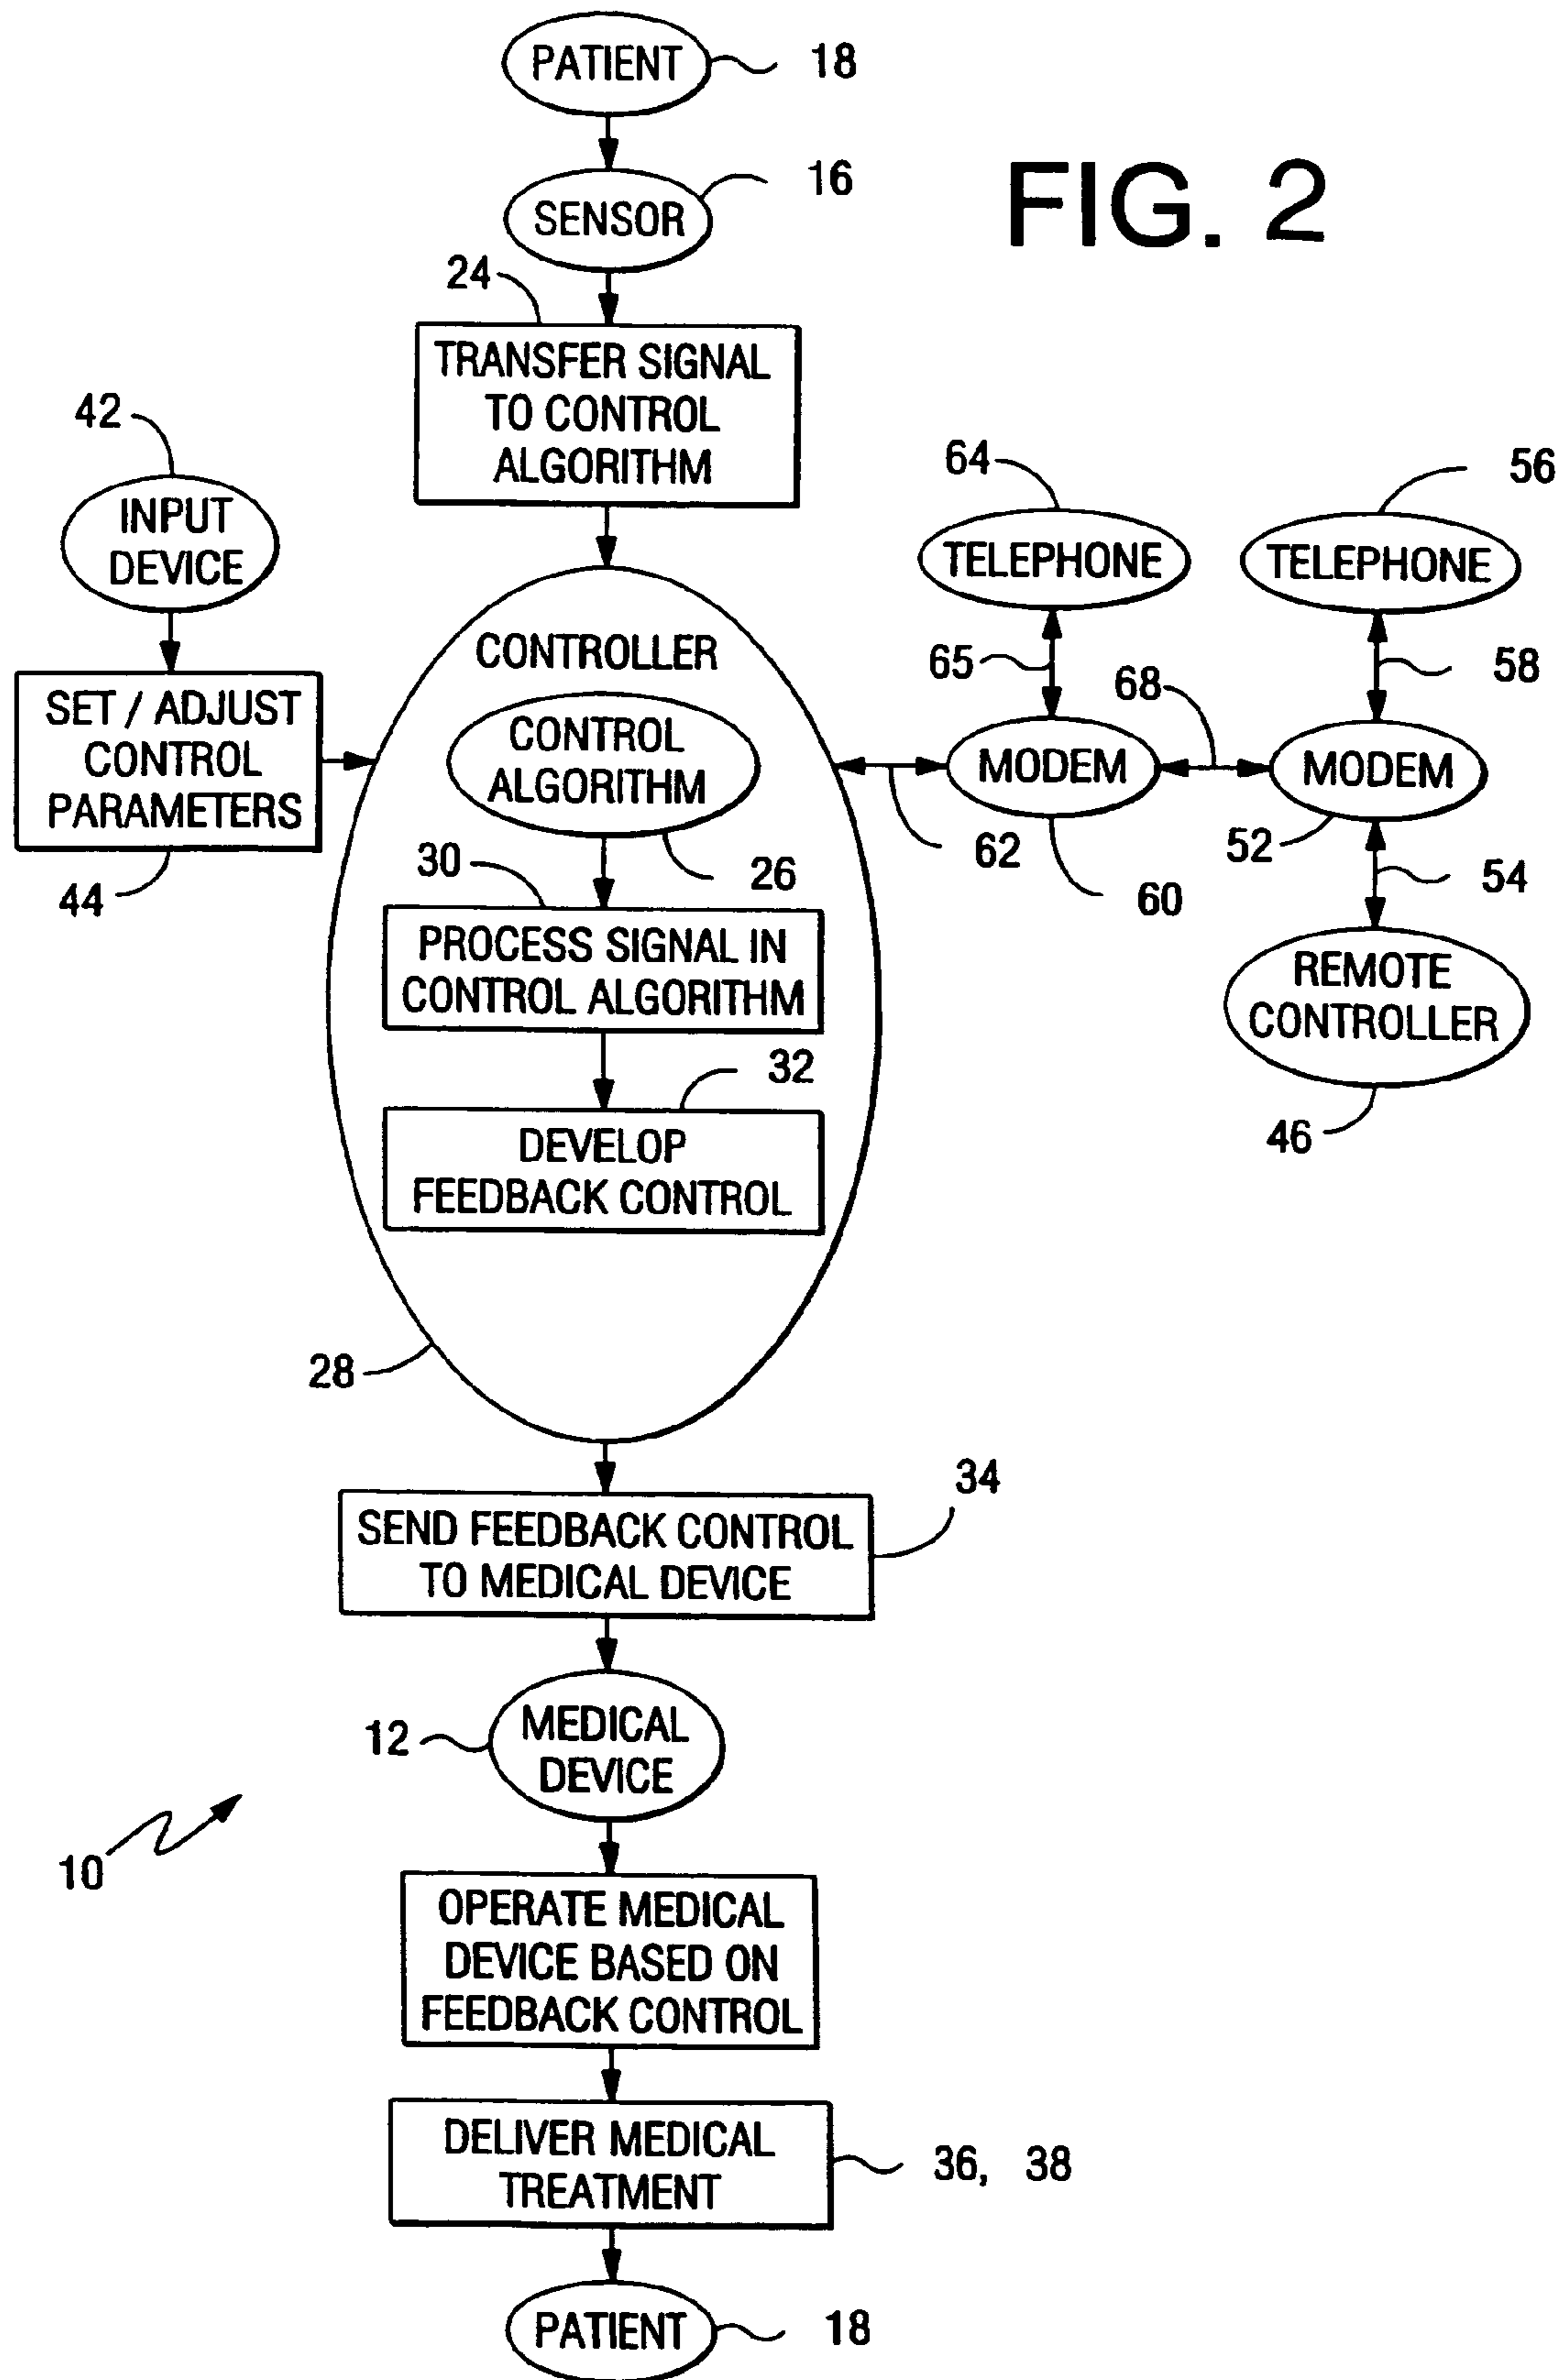 PATIENT
18
FIG. 2
SENSOR
16
24
TRANSFER SIGNAL
TO CONTROL
ALGORITHM
42
INPUT
DEVICE
SET / ADJUST
CONTROL
PARAMETERS
44
64
TELEPHONE
56
TELEPHONE
65
58
68
CONTROLLER
CONTROL
ALGORITHM
26
MODEM
MODEM
62
60
52
54
REMOTE
CONTROLLER
46
30
PROCESS SIGNAL IN
CONTROL ALGORITHM
32
DEVELOP
FEEDBACK CONTROL
28
34
SEND FEEDBACK CONTROL
TO MEDICAL DEVICE
12
MEDICAL
DEVICE
10
OPERATE MEDICAL
DEVICE BASED ON
FEEDBACK CONTROL
DELIVER MEDICAL
TREATMENT
36, 38
PATIENT
18